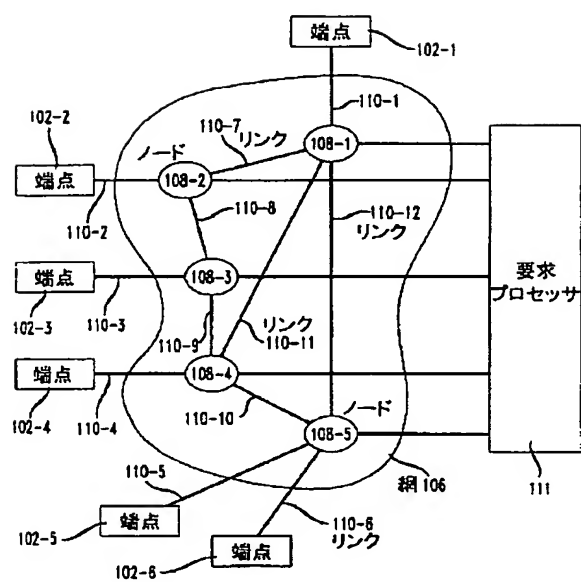 端点
102-1
102-2
110-1
110-7
リンク
ノード
108-1
端点
108-2
110-2
110-8
110-12
リンク
端点
108-3
要求
プロセッサ
102-3
110-3
110-9
リンク
110-11
端点
108-4
102-4
110-4
110-10
ノード
108-5
110-5
網106
111
端点
102-5
110-6
リンク
端点
102-6